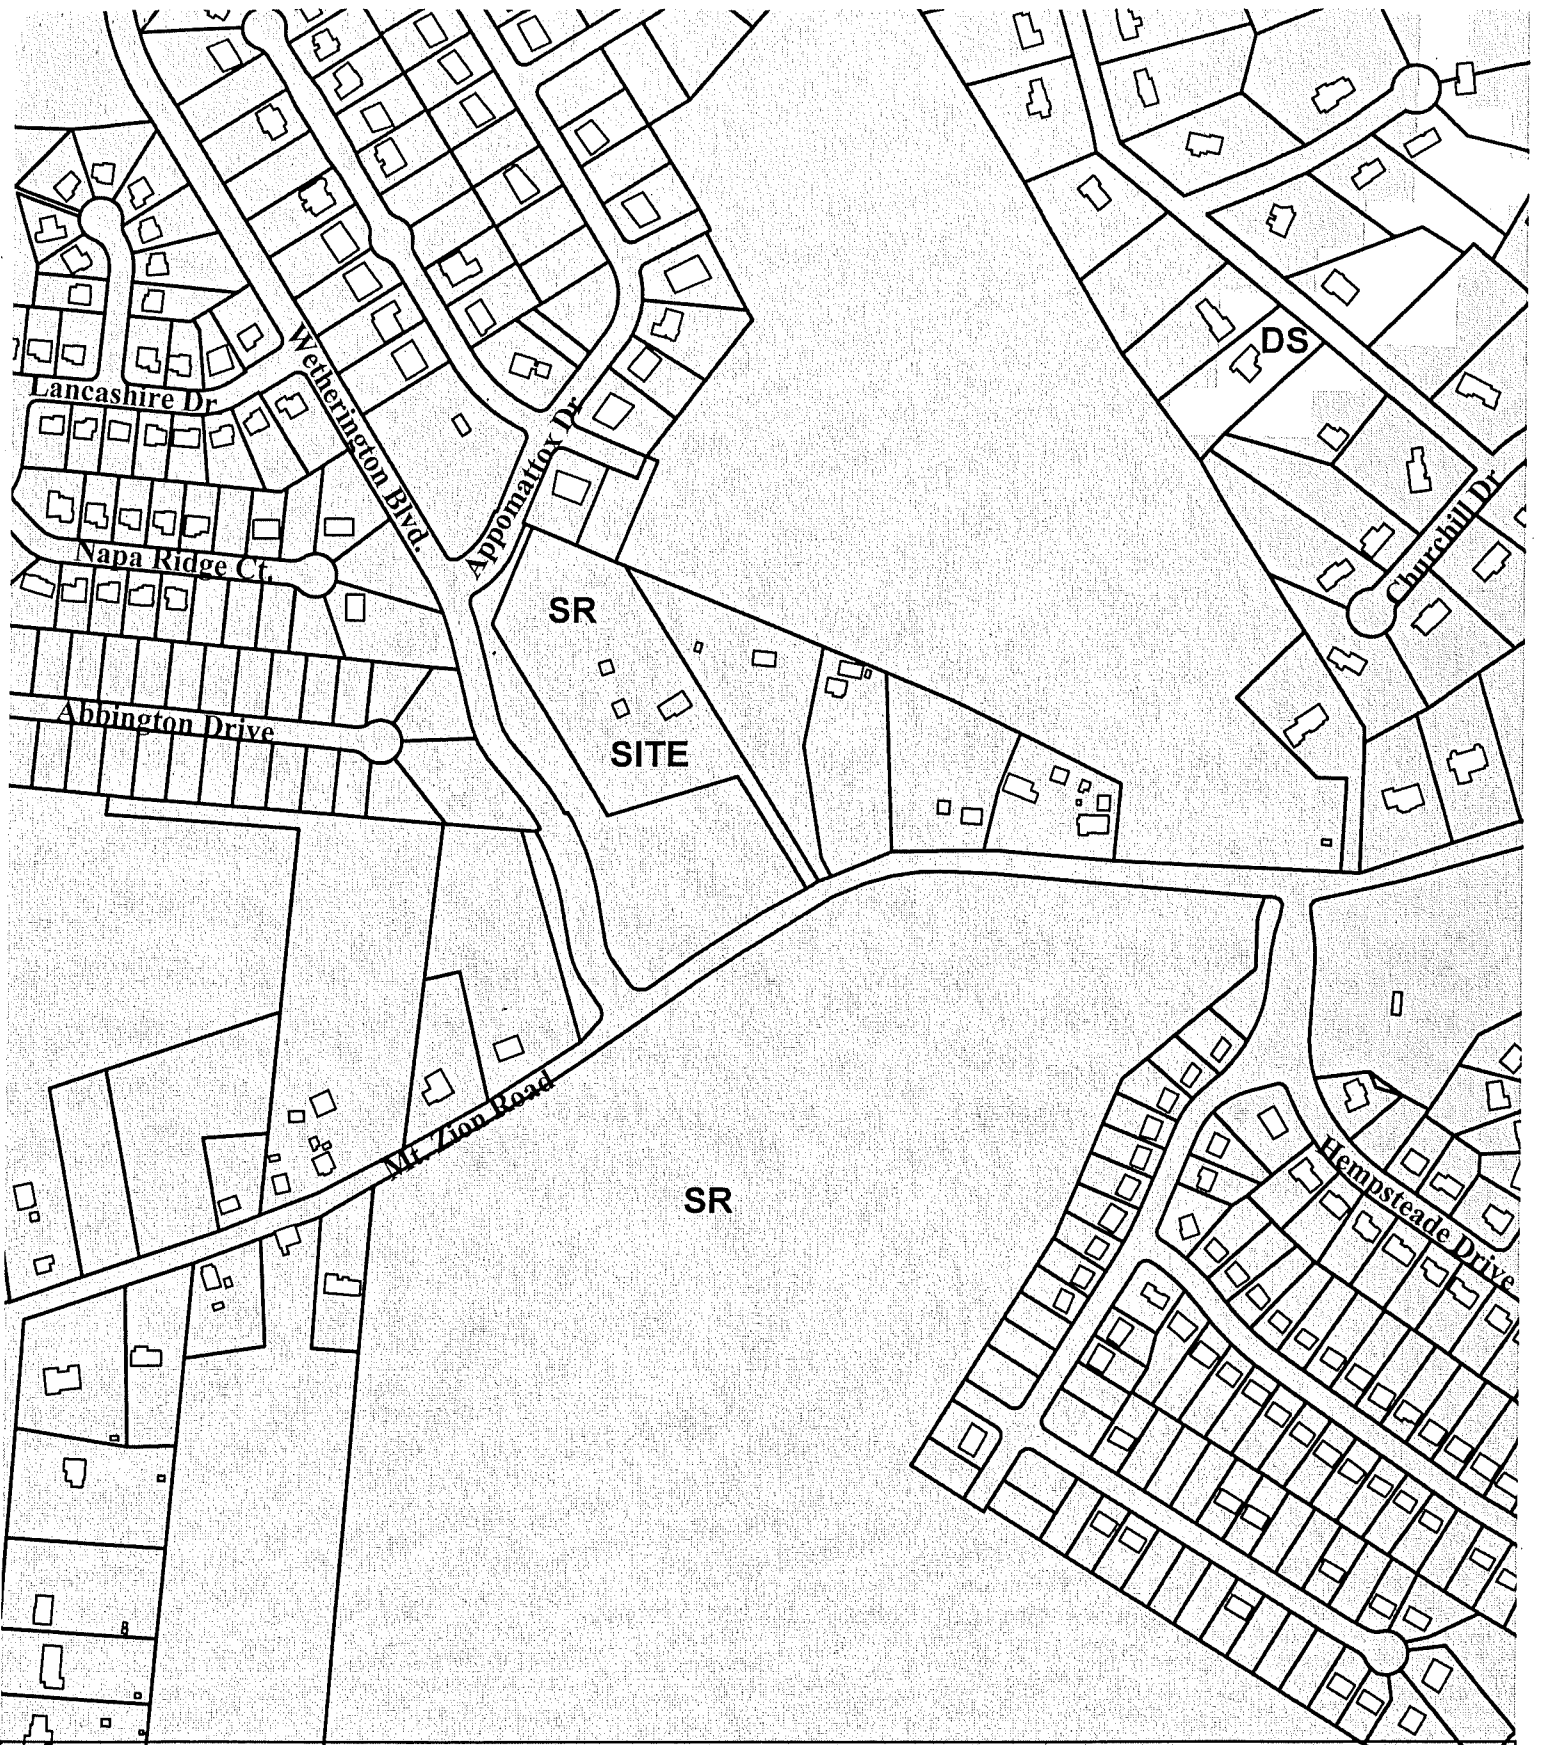 DS
Wetherington Blvd.
Lancashire Dr
Appomattox Dr
Churchill Dr
Napa Ridge Ct.
SR
Abbington Drive
SITE
Mt. Zion Road
Hempsteade Drive
SR